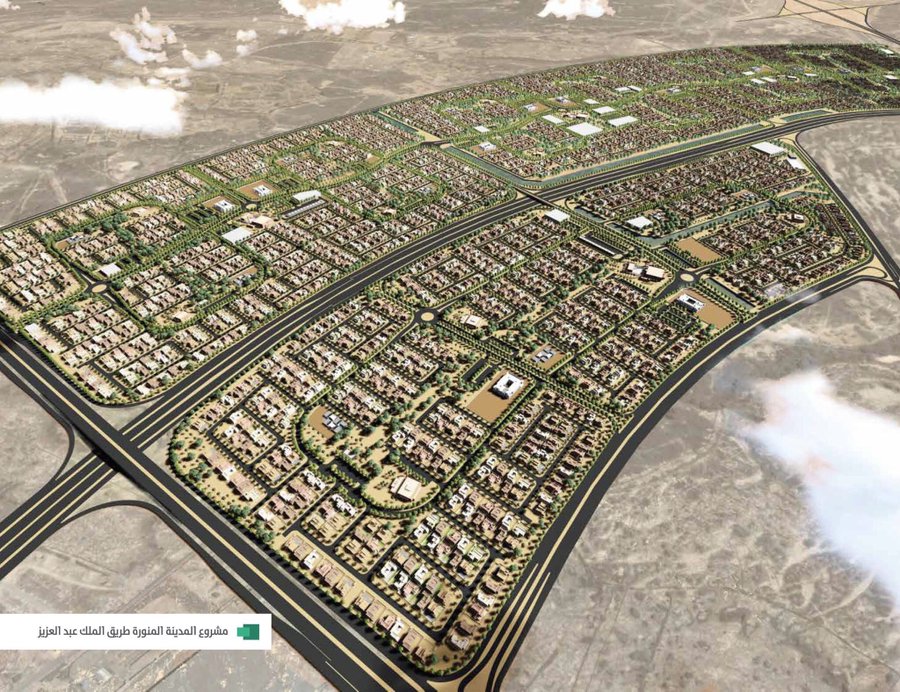 مشروع المدينة المنورة طريق الملك عبد العزيز